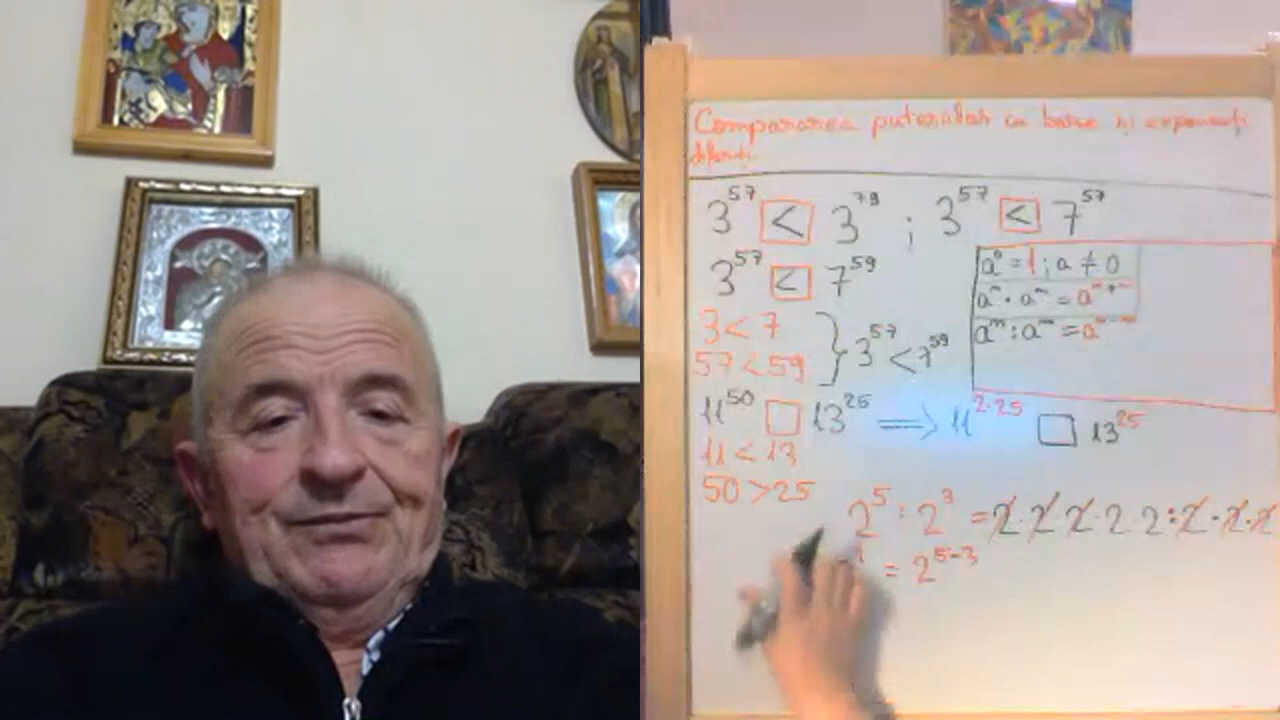 Compararea puterilor cu baze și exponenți
diferiți
3^57 < 3^79 ; 3^57 < 7^57
3^57 < 7^59
3 < 7
57 < 59
} 3^57 < 7^59
a^0 = 1 ; a ≠ 0
a^n · a^m = a^m+n
a^m : a^n = a^m-n
11^50 □ 13^25 ⟹ 11^2·25 □ 13^25
11 < 13
50 > 25
2^5 : 2^3 = 2·2·2·2·2:2·2·2
= 2^5-3